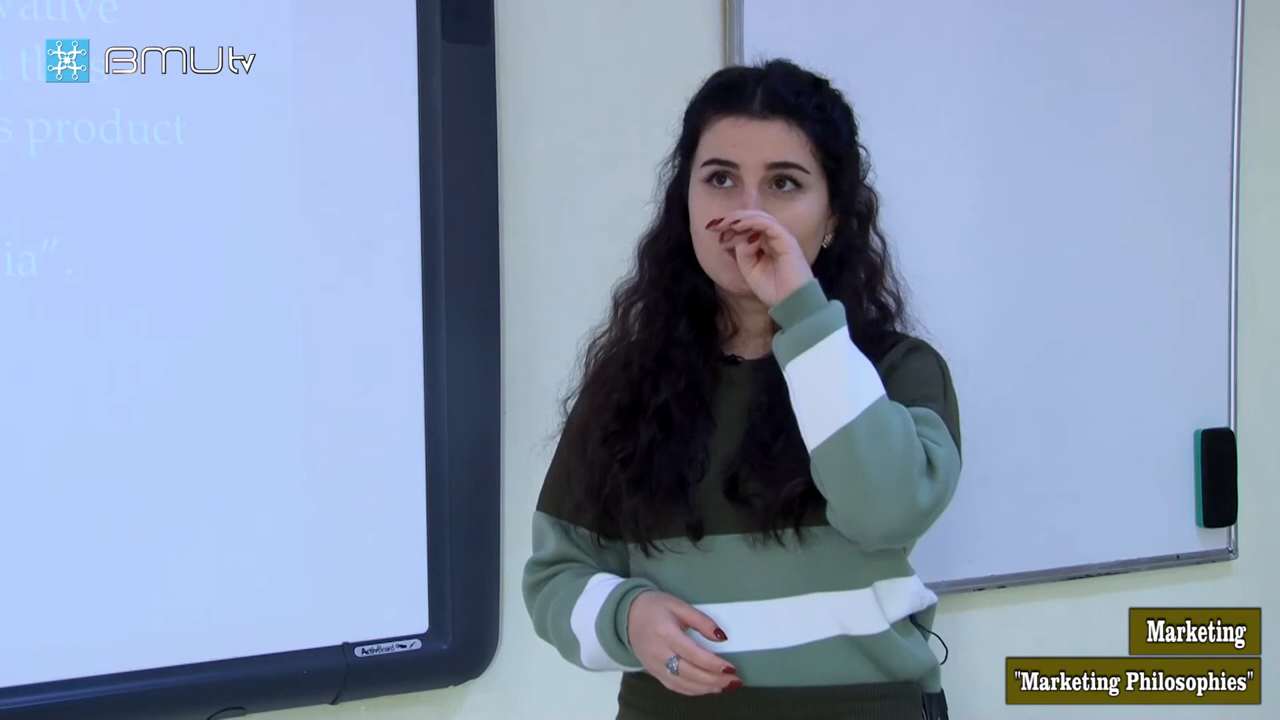 vative
BMUtv
s product
ia".
ActivBoard
Marketing
"Marketing Philosophies"